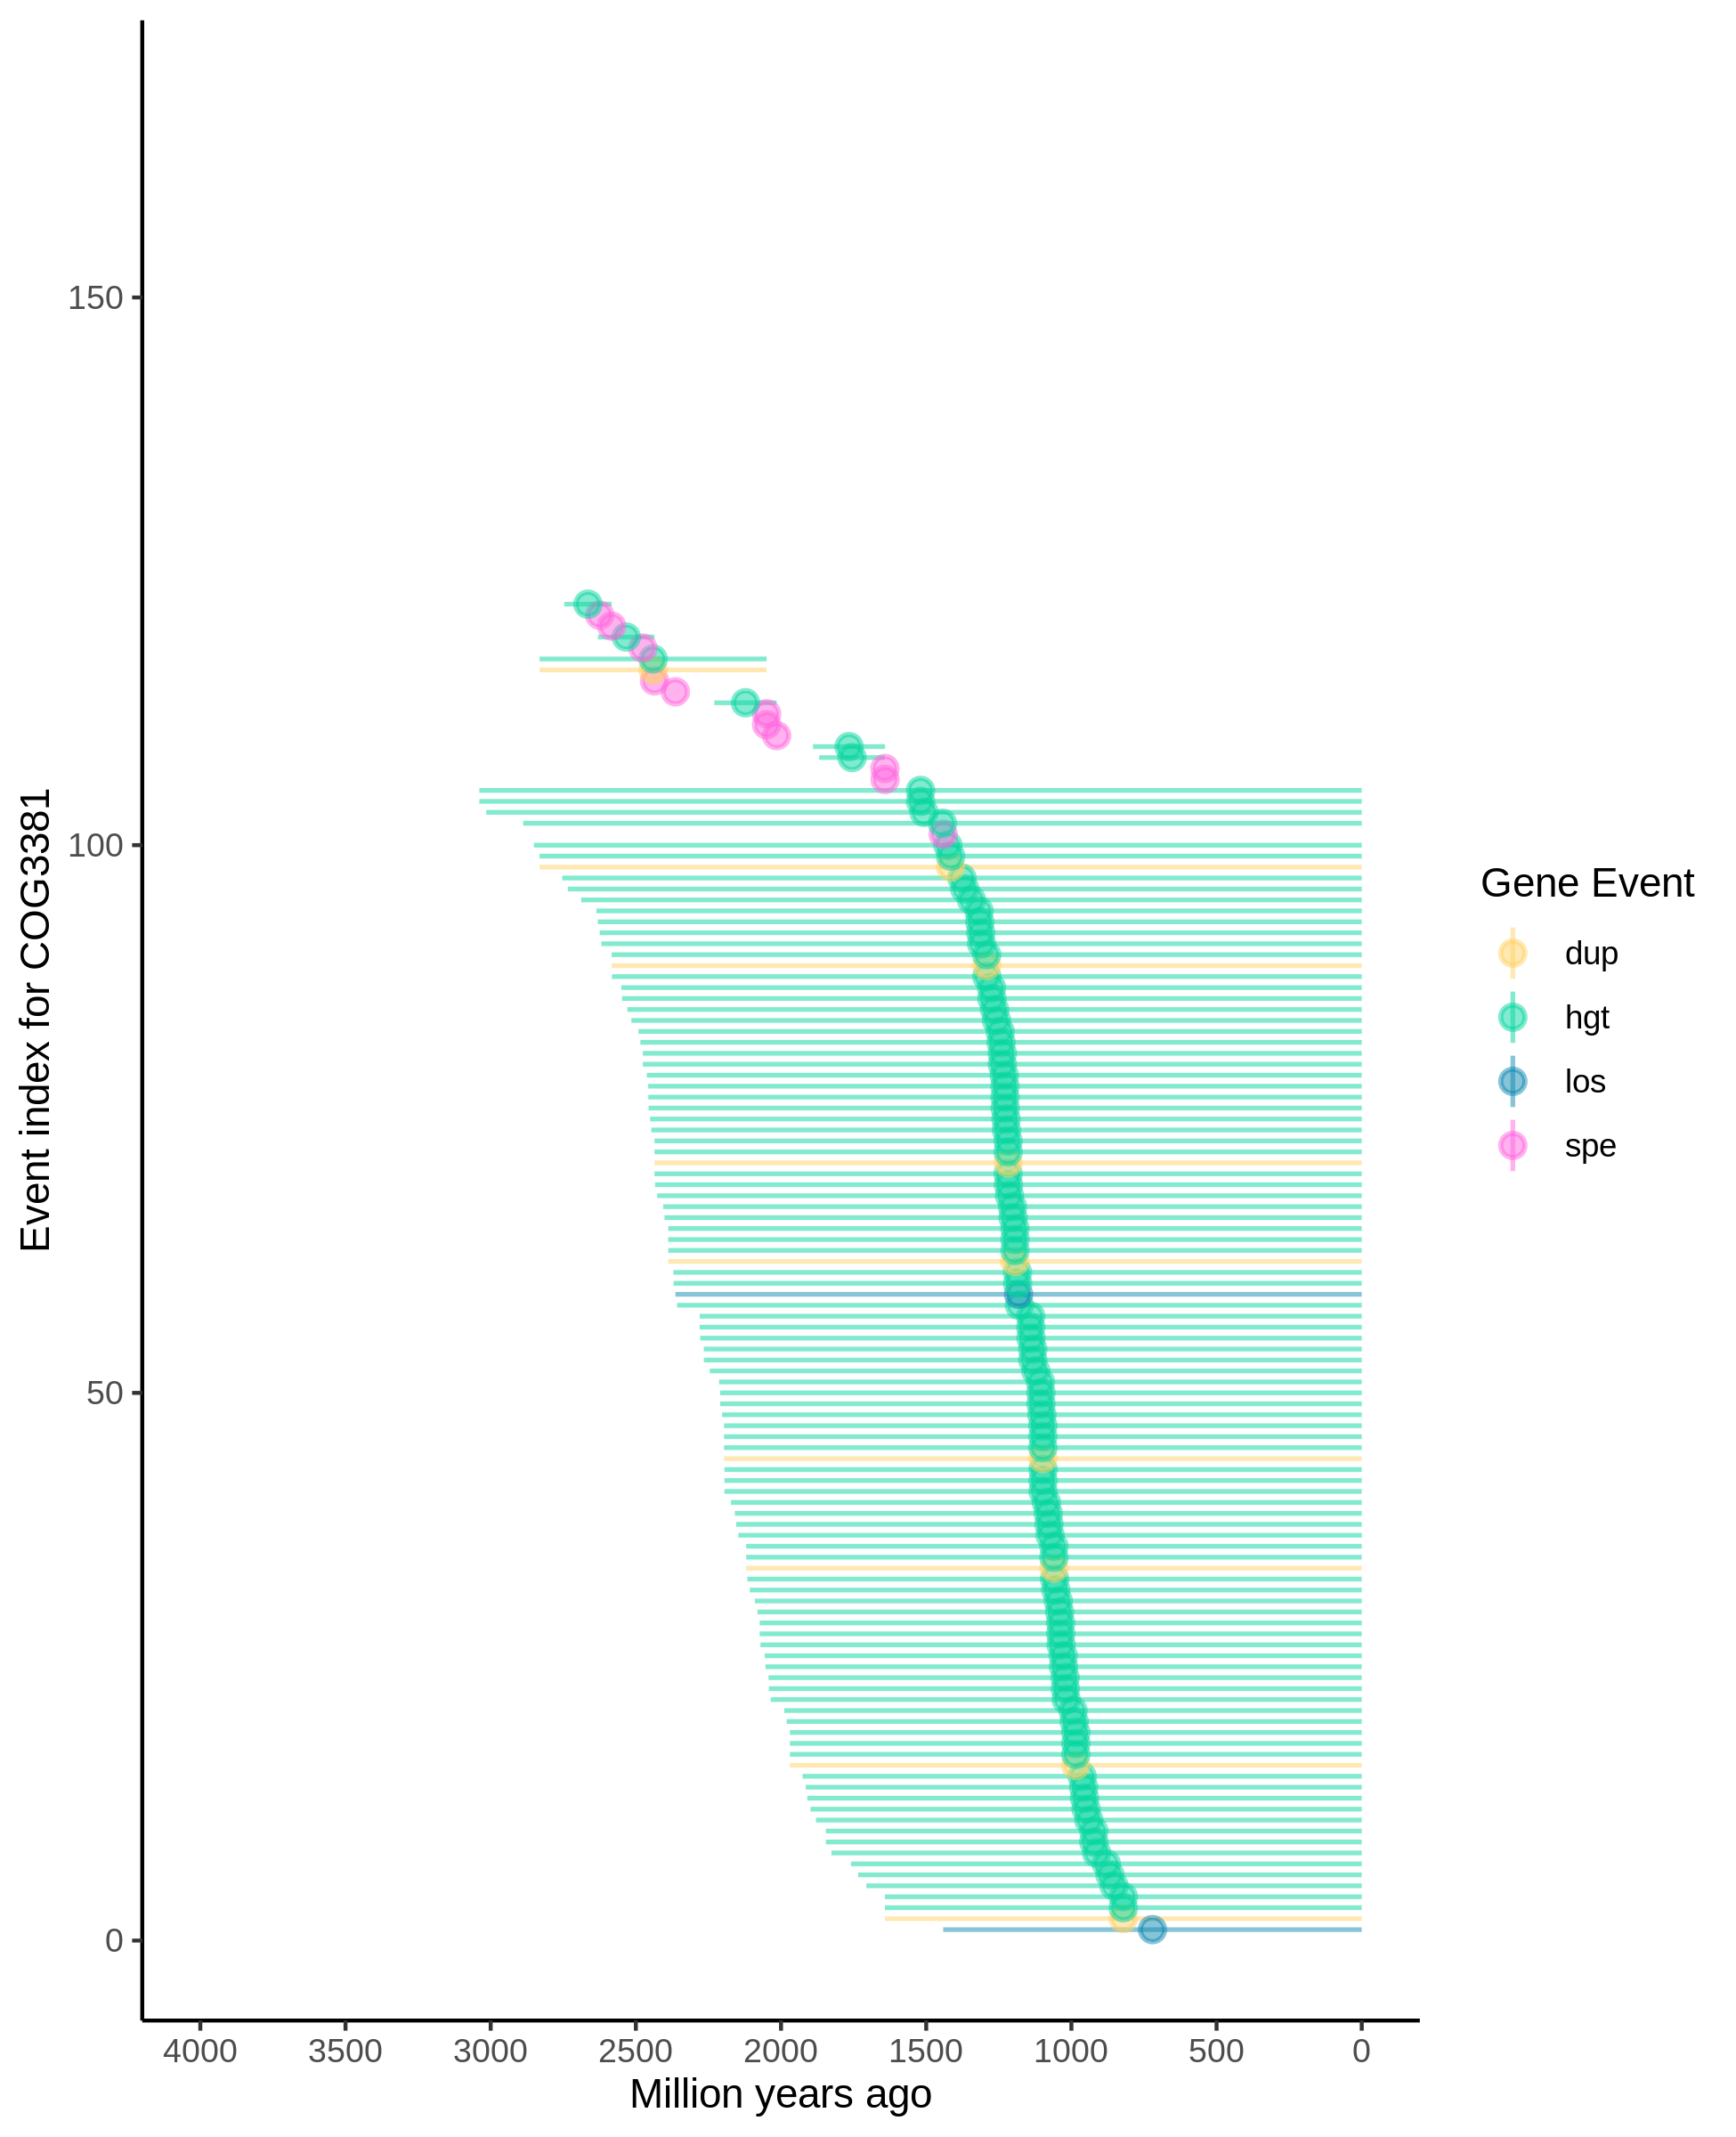 150
100
50
0
Event index for COG3381
4000 3500 3000 2500 2000 1500 1000 500 0
Million years ago
Gene Event
dup
hgt
los
spe